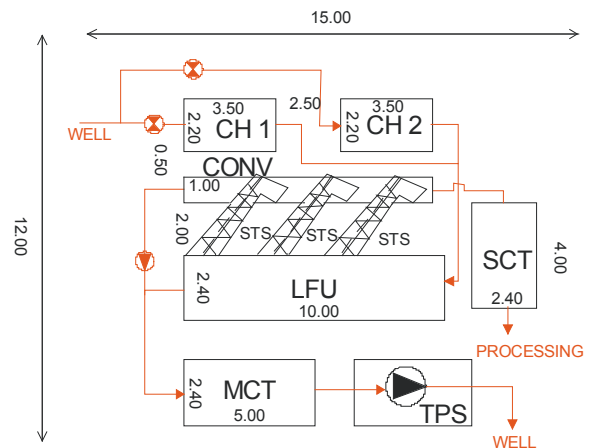 15.00
12.00
WELL
3.50
2.20
CH 1
2.50
3.50
2.20
CH 2
0.50
CONV
1.00
2.00
STS
STS
STS
2.40
LFU
10.00
SCT
2.40
4.00
PROCESSING
2.40
MCT
5.00
TPS
WELL